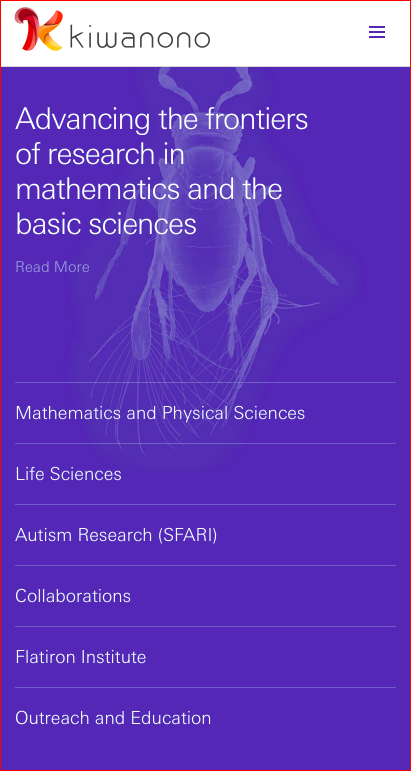 kiwanono
Advancing the frontiers
of research in
mathematics and the
basic sciences
Read More
Mathematics and Physical Sciences
Life Sciences
Autism Research (SFARI)
Collaborations
Flatiron Institute
Outreach and Education